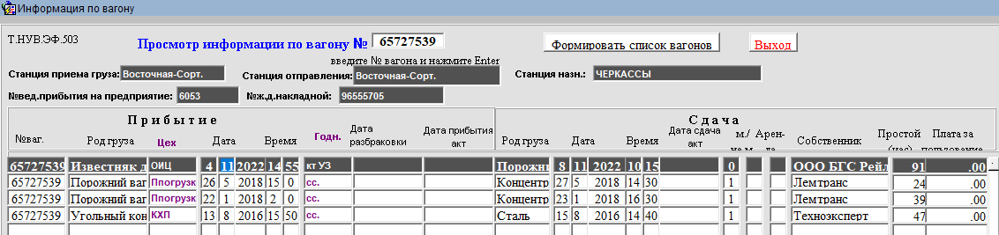 Информация по вагону
Т.НУВ.ЭФ.503
Просмотр информации по вагону № 65727539 Формировать список вагонов Выход
введите № вагона и нажмите Enter
Станция приема груза: Восточная-Сорт. Станция отправления: Восточная-Сорт. Станция назн.: ЧЕРКАССЫ
№вед.прибытия на предприятие: 6053 №ж.д.накладной: 96555705
Прибытие Сдача
№ваг. Род груза Цех Дата Время Годн. Дата разбраковки Дата прибытия акт Род груза Дата Время Дата сдача акт м./ Арен- Собственник Простой Плата за
65727539 Известняк д ОИЦ 4 11 2022 14 55 кт УЗ Порожн 8 11 2022 10 15 0 ООО БГС Рейл 91 .00
65727539 Порожний ваг Ппогрузк 26 5 2018 15 0 сс. Концентр 27 5 2018 14 30 1 Лемтранс 24 .00
65727539 Порожний ваг Ппогрузк 22 1 2018 2 0 сс. Концентр 23 1 2018 16 30 1 Лемтранс 39 .00
65727539 Угольный кон КХП 13 8 2016 15 50 сс. Сталь 15 8 2016 14 40 1 Техноэксперт 47 .00